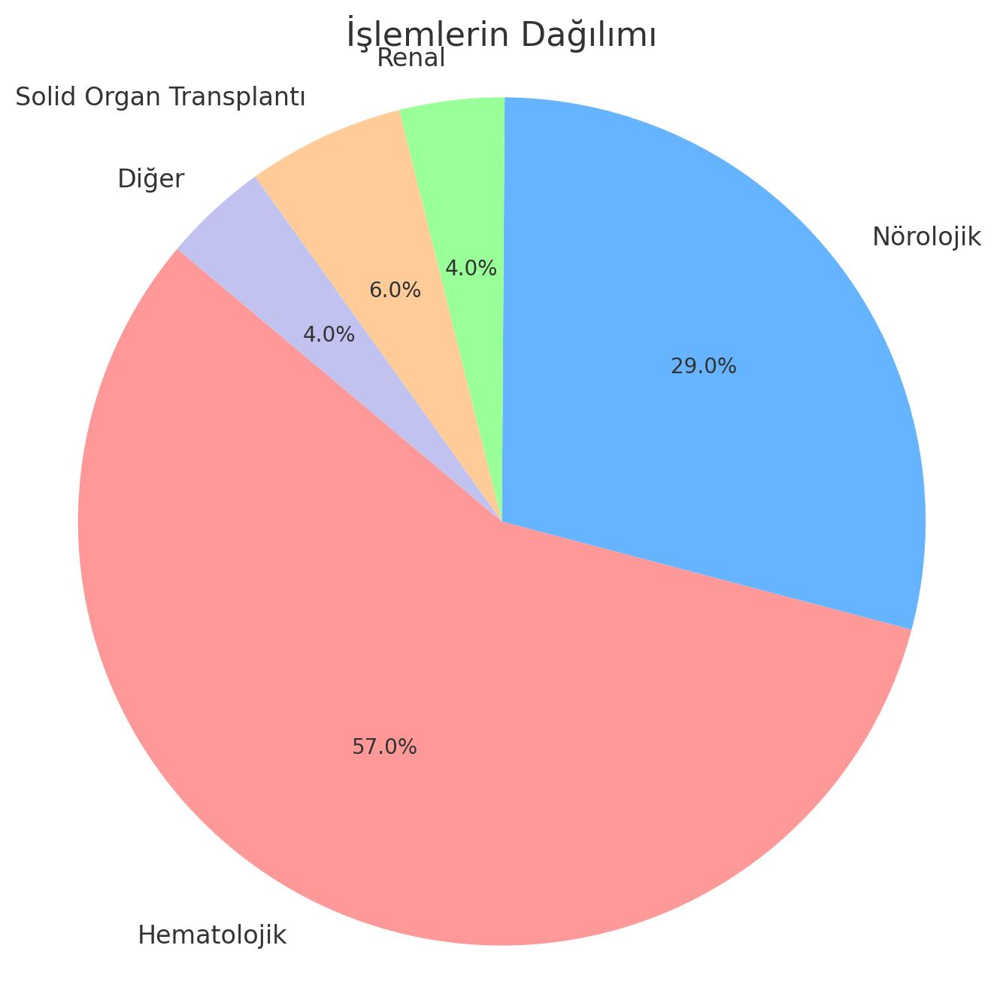 İşlemlerin Dağılımı
Renal
Solid Organ Transplantı
Diğer
Nörolojik
4.0%
6.0%
4.0%
29.0%
57.0%
Hematolojik